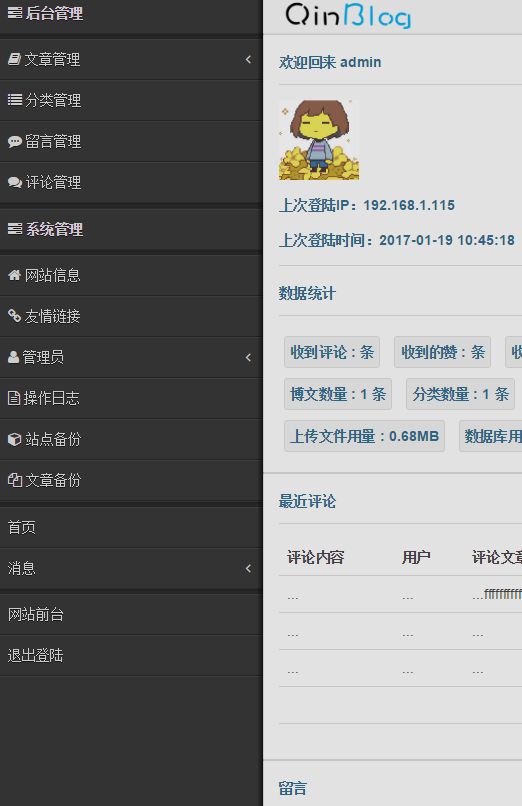 后台管理
文章管理
分类管理
留言管理
评论管理
系统管理
网站信息
友情链接
管理员
操作日志
站点备份
文章备份
首页
消息
网站前台
退出登陆
QinBlog
欢迎回来 admin
上次登陆IP：192.168.1.115
上次登陆时间：2017-01-19 10:45:18
数据统计
收到评论 : 条 收到的赞 : 条 收
博文数量 : 1 条 分类数量 : 1 条
上传文件用量 : 0.68MB 数据库用
最近评论
评论内容 用户 评论文章
... ... ...ffffffffff
... ... ...
... ... ...
留言